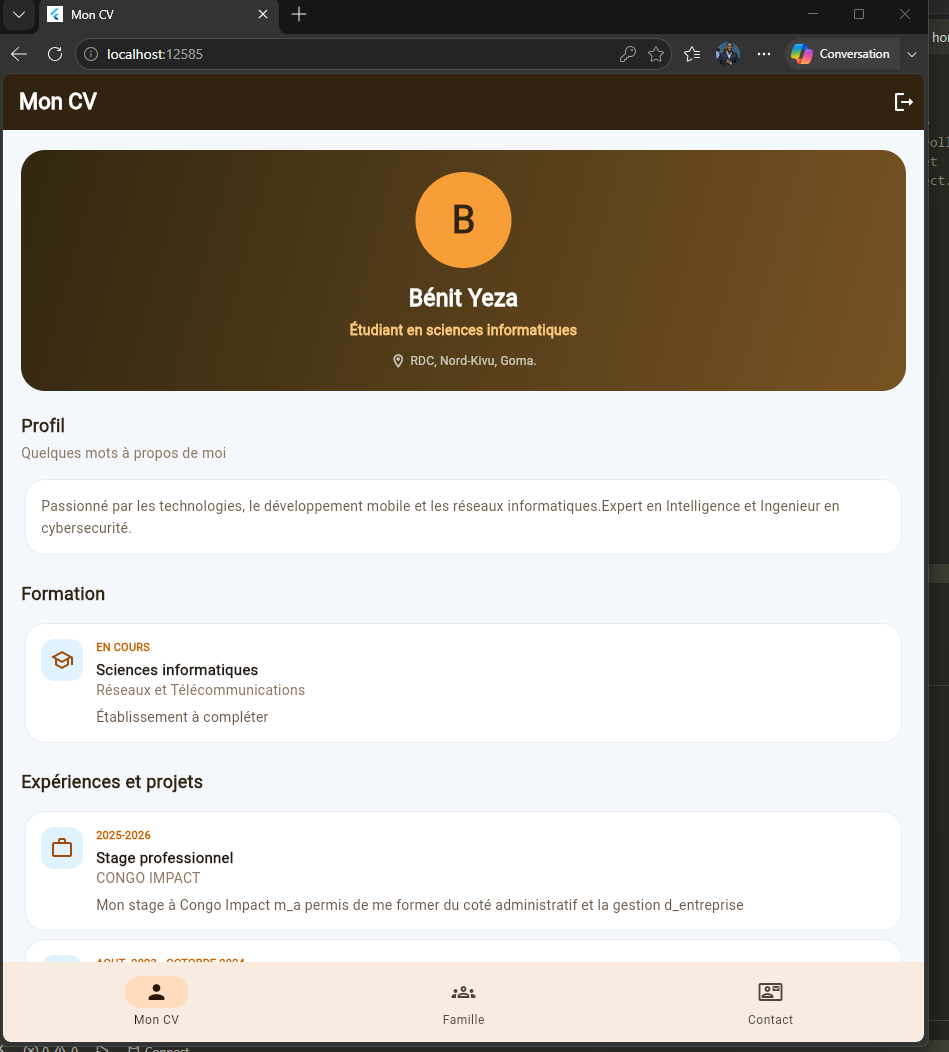 Mon CV
localhost:12585
Conversation
Mon CV
B
Bénit Yeza
Étudiant en sciences informatiques
RDC, Nord-Kivu, Goma.
Profil
Quelques mots à propos de moi
Passionné par les technologies, le développement mobile et les réseaux informatiques.Expert en Intelligence et Ingenieur en
cybersecurité.
Formation
EN COURS
Sciences informatiques
Réseaux et Télécommunications
Établissement à compléter
Expériences et projets
2025-2026
Stage professionnel
CONGO IMPACT
Mon stage à Congo Impact m_a permis de me former du coté administratif et la gestion d_entreprise
Mon CV
Famille
Contact